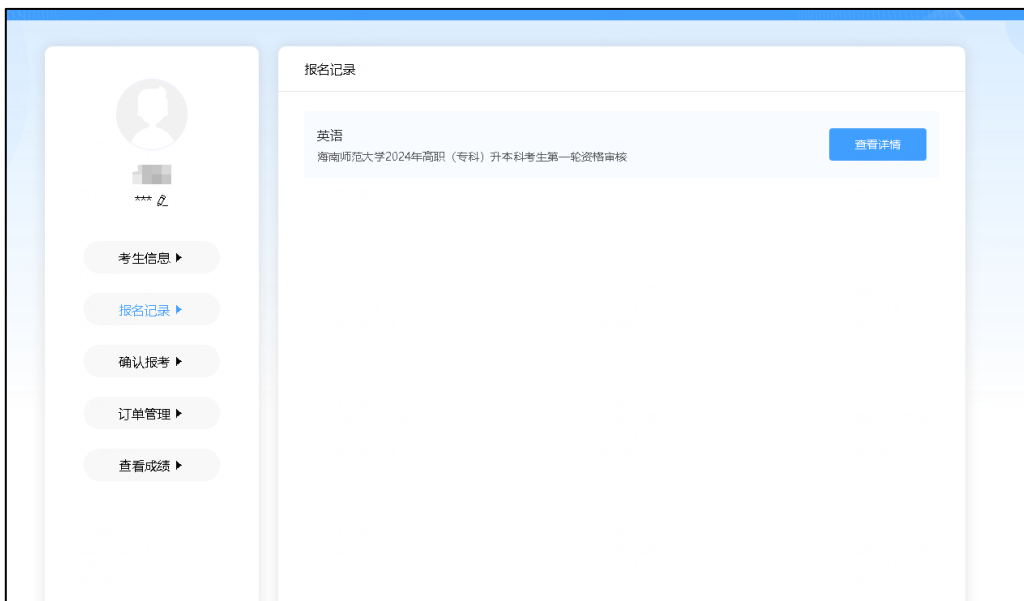 ***
考生信息
报名记录
确认报考
订单管理
查看成绩
报名记录
英语
海南师范大学2024年高职（专科）升本科考生第一轮资格审核
查看详情